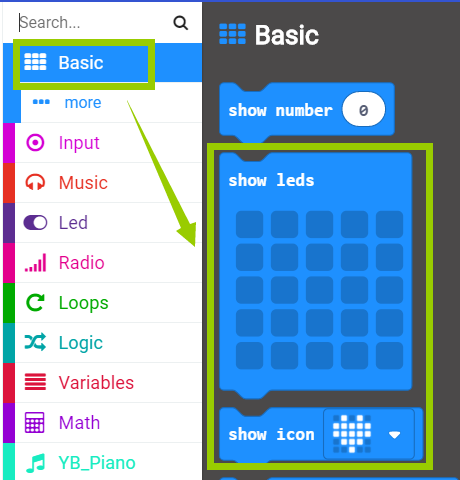 Search...
Basic
more
Input
Music
Led
Radio
Loops
Logic
Variables
Math
YB_Piano
Basic
show number 0
show leds
show icon